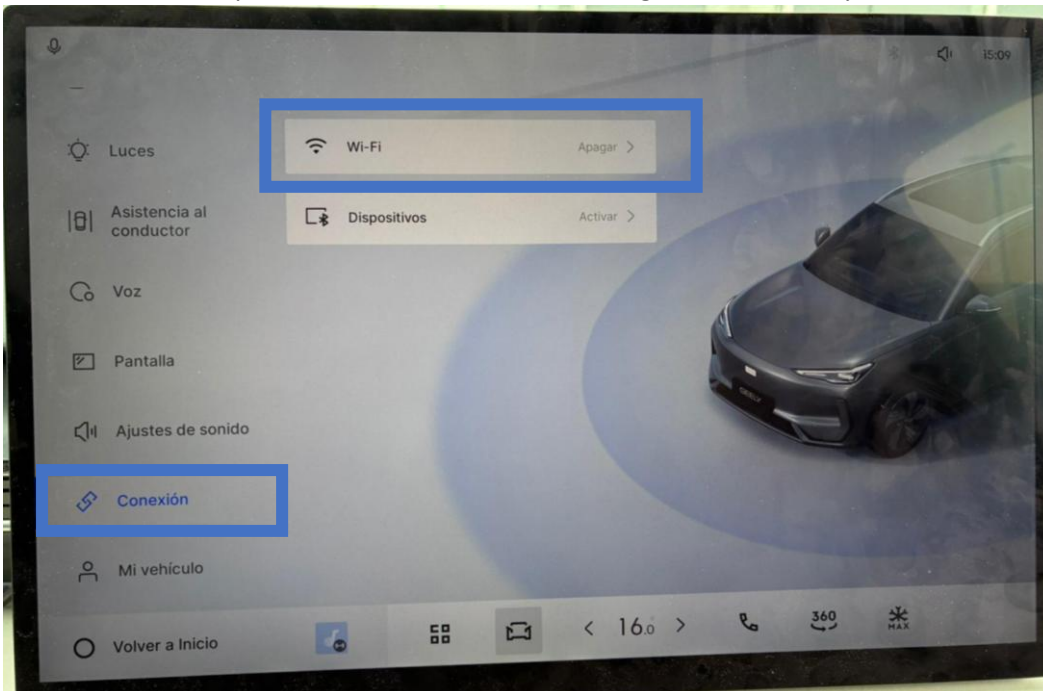 15:09
Luces
Wi-Fi
Apagar
Asistencia al
conductor
Dispositivos
Activar
Voz
Pantalla
GEELY
Ajustes de sonido
Conexión
Mi vehículo
Volver a Inicio
16.0
360
MAX